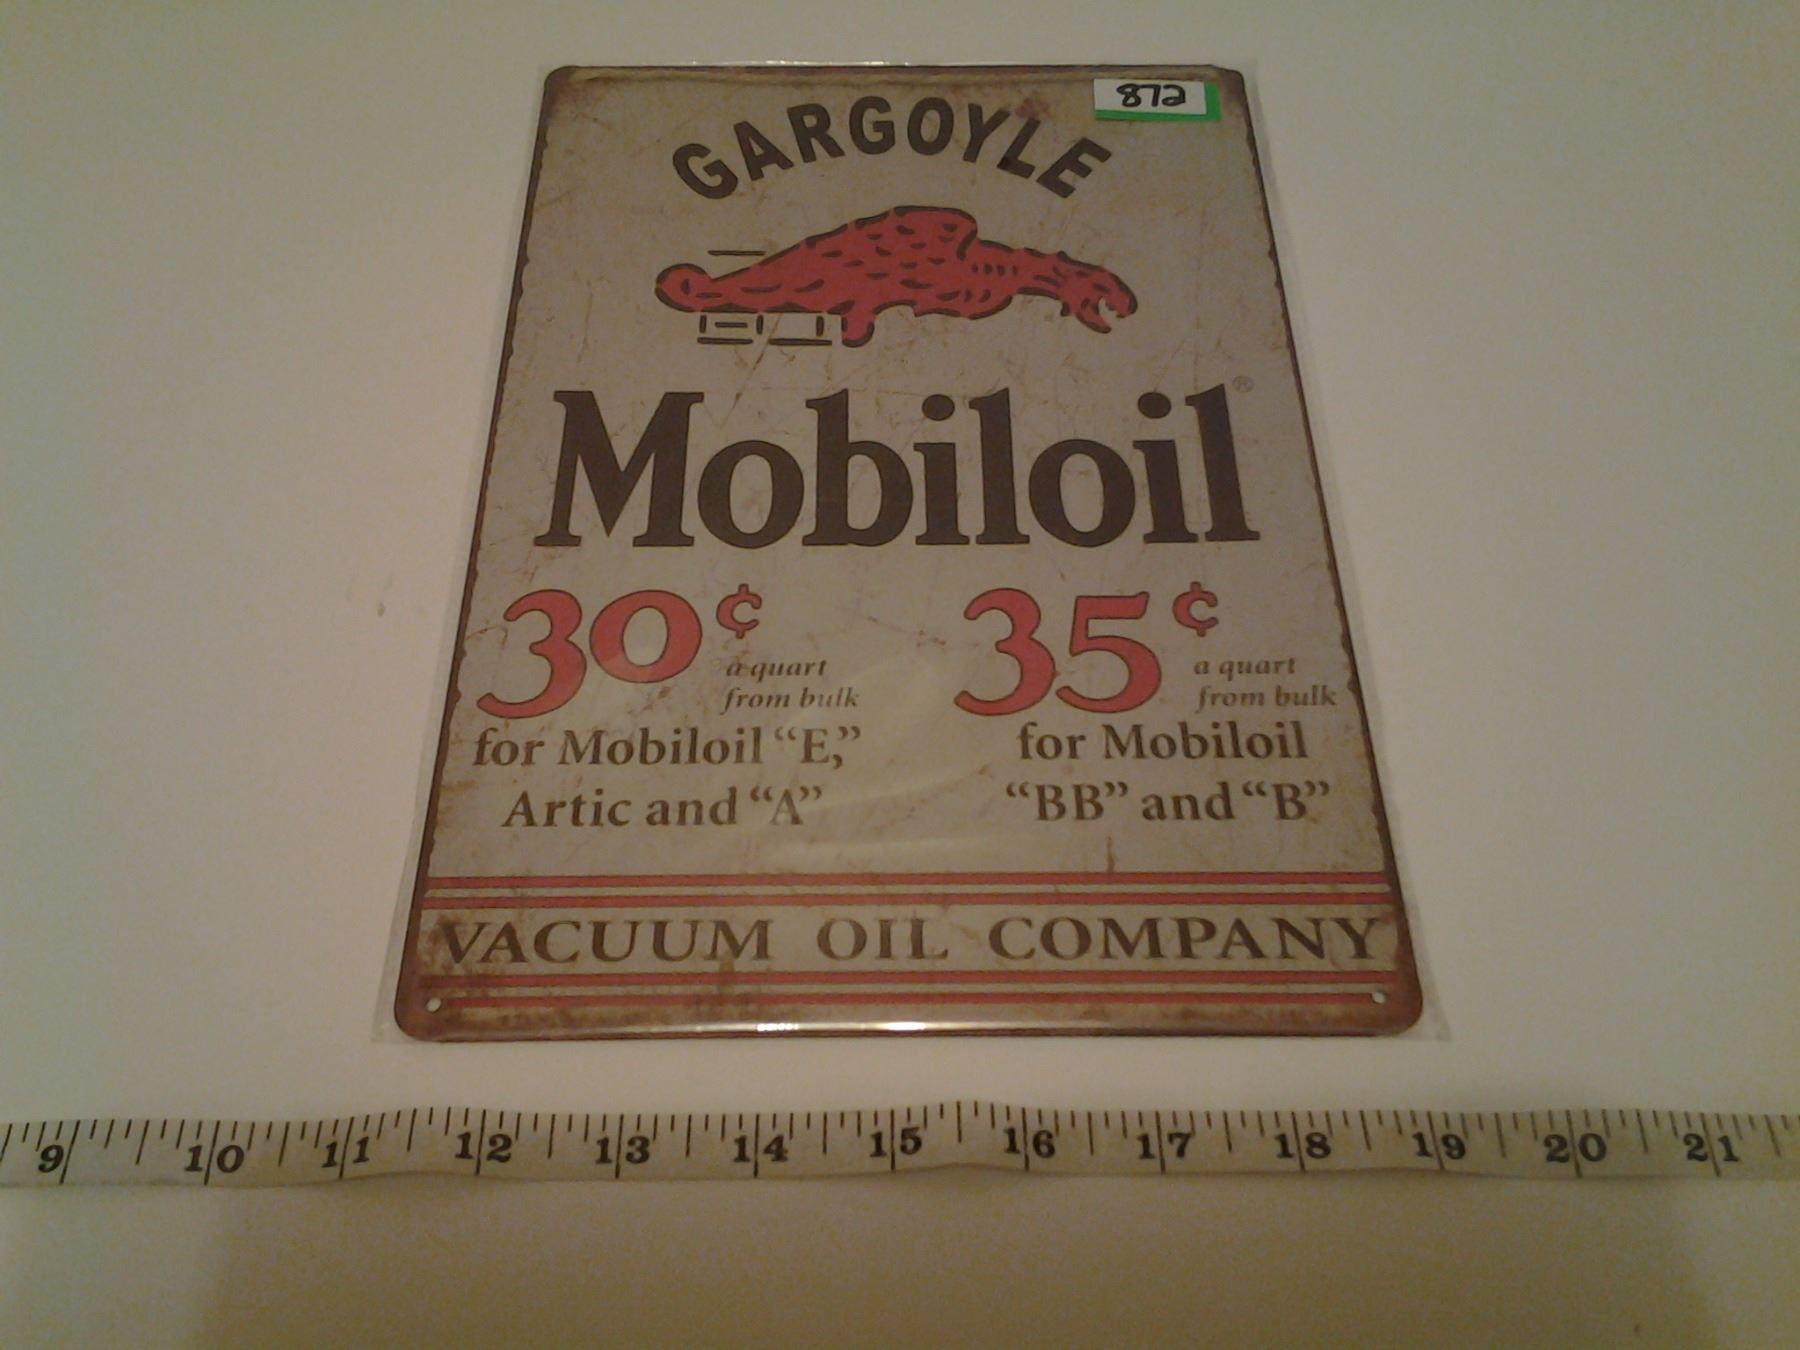 872
GARGOYLE
Mobiloil®
30¢ a quart from bulk
for Mobiloil “E,”
Artic and “A”
35¢ a quart from bulk
for Mobiloil
“BB” and “B”
VACUUM OIL COMPANY
9 10 11 12 13 14 15 16 17 18 19 20 21